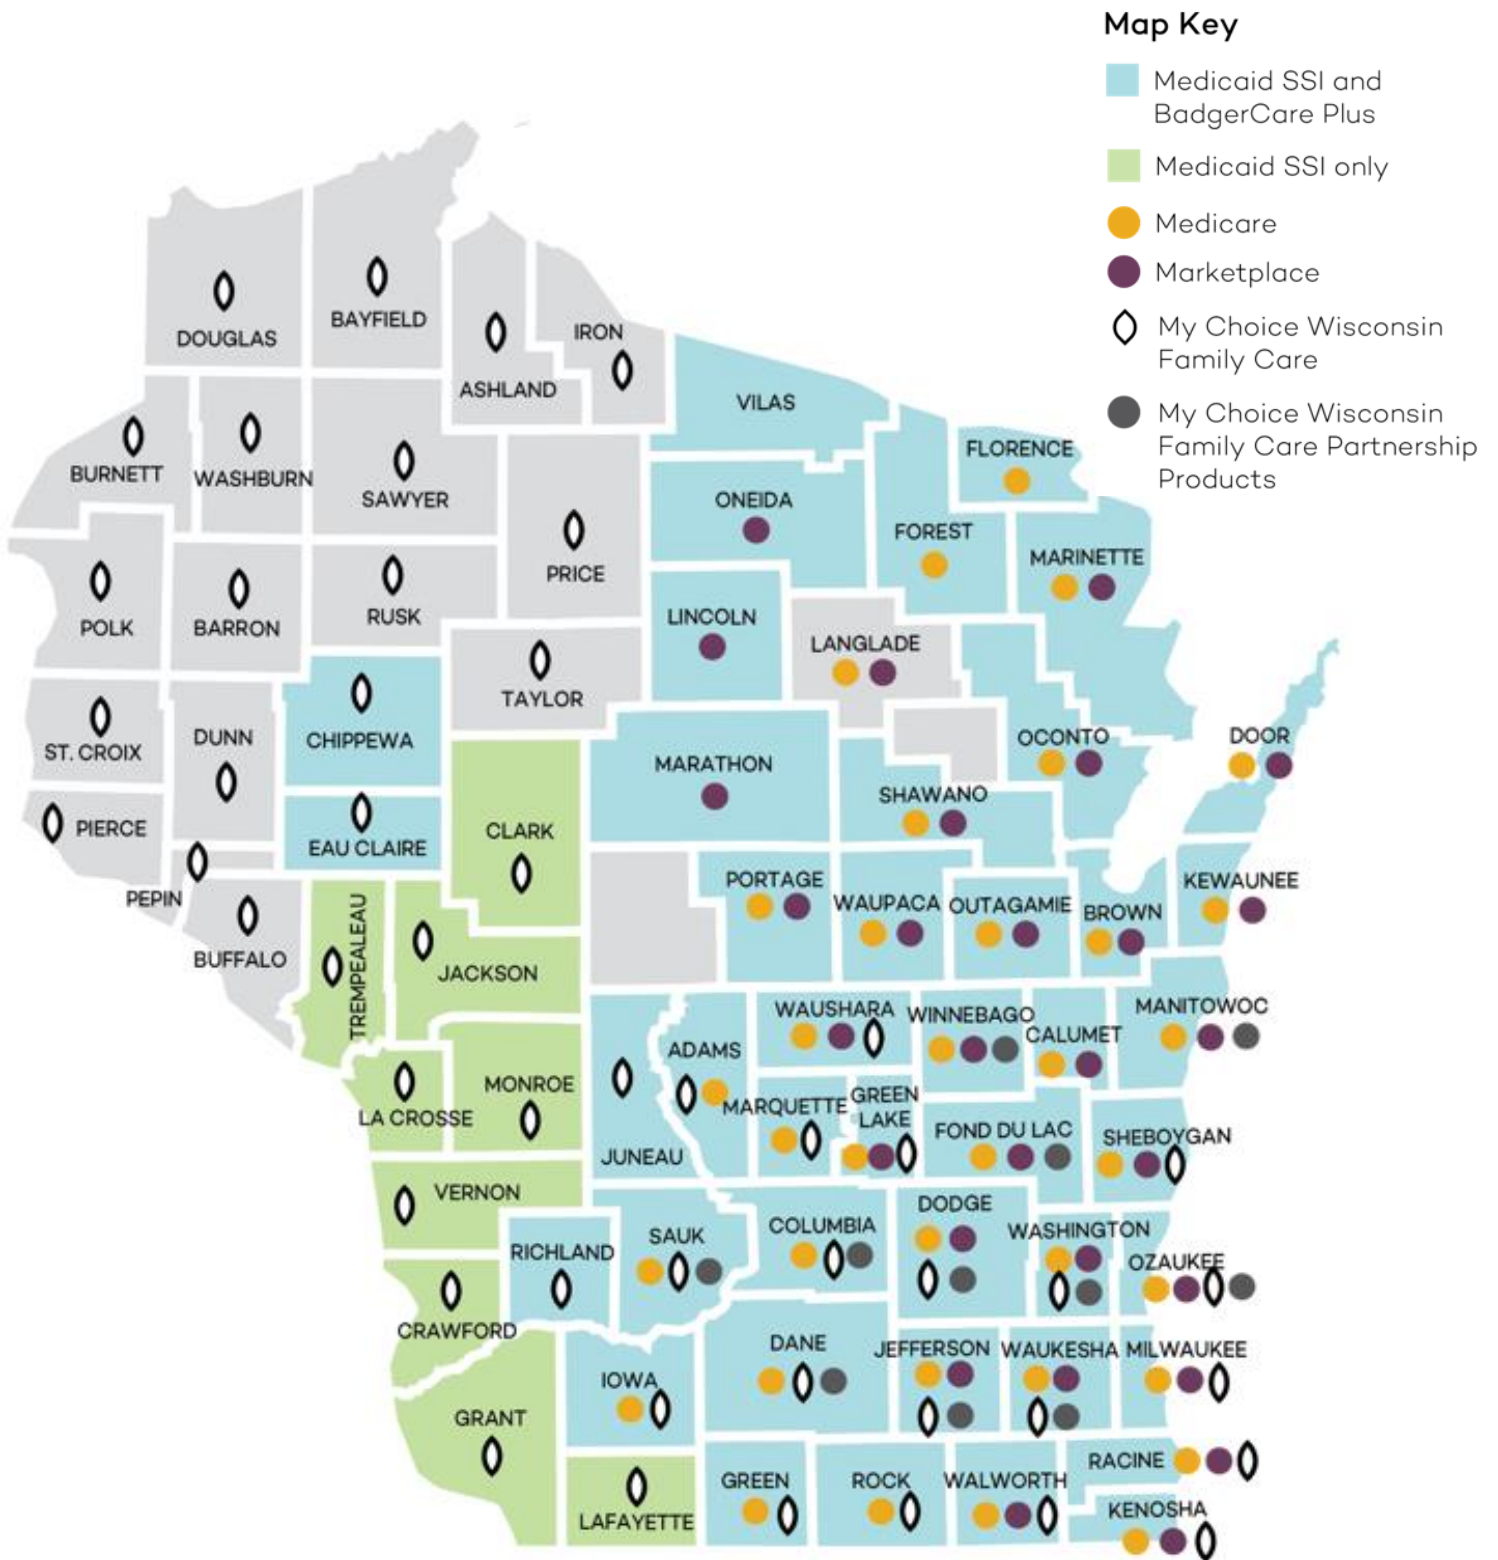 Map Key
Medicaid SSI and
BadgerCare Plus
Medicaid SSI only
Medicare
Marketplace
My Choice Wisconsin
Family Care
My Choice Wisconsin
Family Care Partnership
Products
DOUGLAS
BAYFIELD
ASHLAND
IRON
VILAS
BURNETT
WASHBURN
SAWYER
FLORENCE
ONEIDA
FOREST
MARINETTE
PRICE
POLK
BARRON
RUSK
LINCOLN
LANGLADE
TAYLOR
ST. CROIX
DUNN
CHIPPEWA
MARATHON
OCONTO
DOOR
SHAWANO
PIERCE
EAU CLAIRE
CLARK
PEPIN
PORTAGE
WAUPACA
OUTAGAMIE
BROWN
KEWAUNEE
BUFFALO
TREMPEALEAU
JACKSON
WAUSHARA
WINNEBAGO
CALUMET
MANITOWOC
ADAMS
LA CROSSE
MONROE
JUNEAU
MARQUETTE
GREEN
LAKE
FOND DU LAC
SHEBOYGAN
VERNON
RICHLAND
SAUK
COLUMBIA
DODGE
WASHINGTON
OZAUKEE
CRAWFORD
IOWA
DANE
JEFFERSON
WAUKESHA
MILWAUKEE
GRANT
LAFAYETTE
GREEN
ROCK
WALWORTH
RACINE
KENOSHA